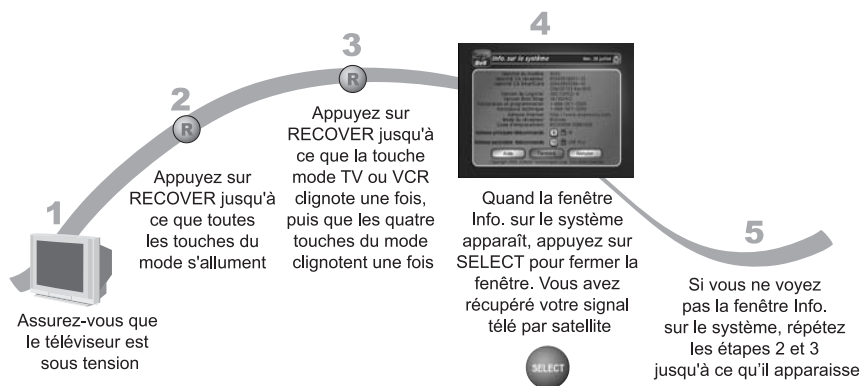 1
Assurez-vous que
le téléviseur est
sous tension
2
R
Appuyez sur
RECOVER jusqu'à
ce que toutes
les touches du
mode s'allument
3
R
Appuyez sur
RECOVER jusqu'à
ce que la touche
mode TV ou VCR
clignote une fois,
puis que les quatre
touches du mode
clignotent une fois
4
Info. sur le système
Quand la fenêtre
Info. sur le système
apparaît, appuyez sur
SELECT pour fermer la
fenêtre. Vous avez
récupéré votre signal
télé par satellite
SELECT
5
Si vous ne voyez
pas la fenêtre Info.
sur le système, répétez
les étapes 2 et 3
jusqu'à ce qu'il apparaisse